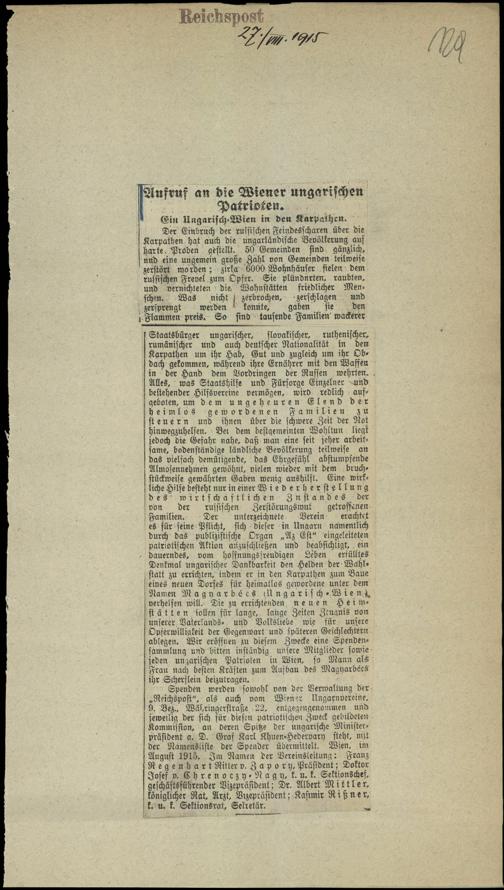 Reichspost
27./VIII. 1915
129
Aufruf an die Wiener ungarischen
Patrioten.
Ein Ungarisch-Wien in den Karpathen.
Der Einbruch der russischen Feindesscharen über die
Karpathen hat auch die ungarländische Bevölkerung auf
harte Proben gestellt. 50 Gemeinden sind gänzlich,
und eine ungemein große Zahl von Gemeinden teilweise
zerstört worden; zirka 6000 Wohnhäuser fielen dem
russischen Frevel zum Opfer. Sie plünderten, raubten,
und vernichteten die Wohnstätten friedlicher Men-
schen. Was nicht zerbrochen, zerschlagen und
zersprengt werden konnte, gaben sie den
Flammen preis. So sind tausende Familien wackerer
Staatsbürger ungarischer, slovakischer, ruthenischer,
rumänischer und auch deutscher Nationalität in den
Karpathen um ihr Hab, Gut und zugleich um ihr Ob-
dach gekommen, während ihre Ernährer mit den Waffen
in der Hand dem Vordringen der Russen wehrten.
Alles, was Staatshilfe und Fürsorge Einzelner und
bestehender Hilfsvereine vermögen, wird redlich auf-
geboten, um dem ungeheuren Elend der
heimlos gewordenen Familien zu
steuern und ihnen über die schwere Zeit der Not
hinwegzuhelfen. Bei dem bestgemeinten Wohltun liegt
jedoch die Gefahr nahe, daß man eine seit jeher arbeit-
same, bodenständige ländliche Bevölkerung teilweise an
das vielfach demütigende, das Ehrgefühl abstumpfende
Almosennehmen gewöhnt, vielen wieder mit dem bruch-
stückweise gewährten Gaben wenig aushilft. Eine wirk-
liche Hilfe besteht nur in einer Wiederherstellung
des wirtschaftlichen Zustandes der
von der russischen Zerstörungswut getroffenen
Familien. Der unterzeichnete Verein erachtet
es für seine Pflicht, sich dieser in Ungarn namentlich
durch das publizistische Organ „Az Est“ eingeleiteten
patriotischen Aktion anzuschließen und beabsichtigt, ein
dauerndes, vom hoffnungsfreudigen Leben erfülltes
Denkmal ungarischer Dankbarkeit den Helden der Wahl-
statt zu errichten, indem er in den Karpathen zum Baue
eines neuen Dorfes für heimatlos gewordene unter dem
Namen Magyarbécs (Ungarisch-Wien)
verhelfen will. Die zu errichtenden neuen Heim-
stätten sollen für lange, lange Zeiten Zeugnis von
unserer Vaterlands- und Volksliebe wie für unsere
Opferwilligkeit der Gegenwart und späteren Geschlechtern
ablegen. Wir eröffnen zu diesem Zwecke eine Spenden-
sammlung und bitten inständig unsere Mitglieder sowie
jeden ungarischen Patrioten in Wien, so Mann als
Frau nach besten Kräften zum Aufbau des Magyarbécs
ihr Scherflein beizutragen.
Spenden werden sowohl von der Verwaltung der
„Reichspost“, als auch vom Wiener Ungarnvereine,
9. Bez., Währingerstraße 22, entgegengenommen und
jeweilig der sich für diesen patriotischen Zweck gebildeten
Kommission, an deren Spitze der ungarische Minister-
präsident a. D. Graf Karl Khuen-Hedervary steht, mit
der Namensliste der Spender übermittelt. Wien, im
August 1915. Im Namen der Vereinsleitung: Franz
Regenhart Ritter v. Zapory, Präsident; Doktor
Josef v. Chrenoczy-Nagy, k. u. k. Sektionschef,
geschäftsführender Vizepräsident; Dr. Albert Mittler,
königlicher Rat, Arzt, Vizepräsident; Kasimir Rißner,
k. u. k. Sektionsrat, Sekretär.